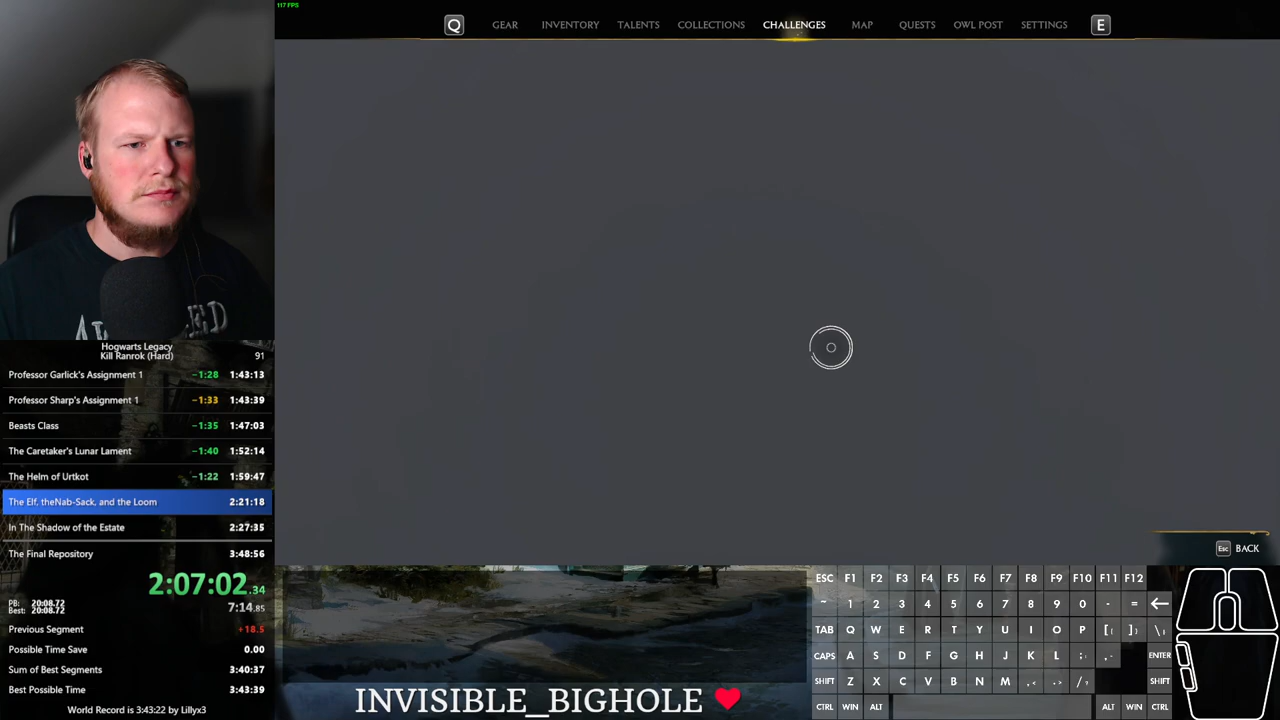 117 FPS
Q GEAR INVENTORY TALENTS COLLECTIONS CHALLENGES MAP QUESTS OWL POST SETTINGS E
Hogwarts Legacy
Kill Ranrok (Hard) 91
Professor Garlick's Assignment 1 −1:28 1:43:13
Professor Sharp's Assignment 1 −1:33 1:43:39
Beasts Class −1:35 1:47:03
The Caretaker's Lunar Lament −1:40 1:52:14
The Helm of Urtkot −1:22 1:59:47
The Elf, theNab-Sack, and the Loom 2:21:18
In The Shadow of the Estate 2:27:35
The Final Repository 3:48:56
2:07:02.34
PB: 20:08.72
Best: 20:08.72
7:14.85
Previous Segment +18.5
Possible Time Save 0.00
Sum of Best Segments 3:40:37
Best Possible Time 3:43:39
World Record is 3:43:22 by Lillyx3
Esc BACK
ESC F1 F2 F3 F4 F5 F6 F7 F8 F9 F10 F11 F12
~ 1 2 3 4 5 6 7 8 9 0 - = ←
TAB Q W E R T Y U I O P [{ ]} \|
CAPS A S D F G H J K L ;: ,- ENTER
SHIFT Z X C V B N M ,< .> /? SHIFT
CTRL WIN ALT ALT WIN CTRL
INVISIBLE_BIGHOLE ❤